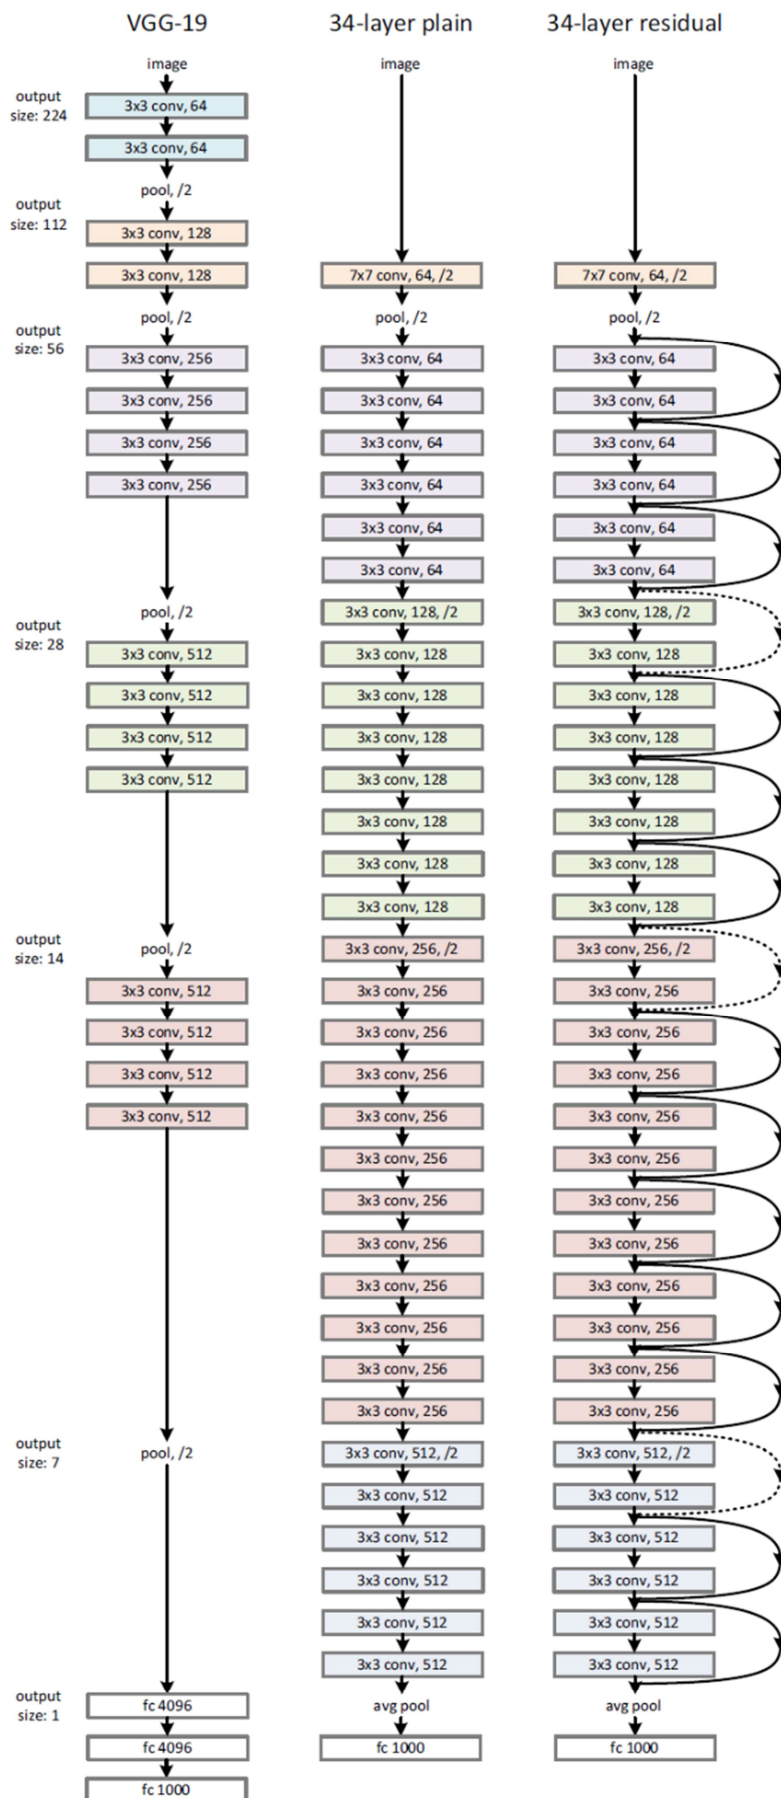 output
size: 224
output
size: 112
output
size: 56
output
size: 28
output
size: 14
output
size: 7
output
size: 1
VGG-19
image
3x3 conv, 64
3x3 conv, 64
pool, /2
3x3 conv, 128
3x3 conv, 128
pool, /2
3x3 conv, 256
3x3 conv, 256
3x3 conv, 256
3x3 conv, 256
pool, /2
3x3 conv, 512
3x3 conv, 512
3x3 conv, 512
3x3 conv, 512
pool, /2
3x3 conv, 512
3x3 conv, 512
3x3 conv, 512
3x3 conv, 512
pool, /2
fc 4096
fc 4096
fc 1000
34-layer plain
image
7x7 conv, 64, /2
pool, /2
3x3 conv, 64
3x3 conv, 64
3x3 conv, 64
3x3 conv, 64
3x3 conv, 64
3x3 conv, 64
3x3 conv, 128, /2
3x3 conv, 128
3x3 conv, 128
3x3 conv, 128
3x3 conv, 128
3x3 conv, 128
3x3 conv, 128
3x3 conv, 128
3x3 conv, 256, /2
3x3 conv, 256
3x3 conv, 256
3x3 conv, 256
3x3 conv, 256
3x3 conv, 256
3x3 conv, 256
3x3 conv, 256
3x3 conv, 256
3x3 conv, 256
3x3 conv, 256
3x3 conv, 256
3x3 conv, 512, /2
3x3 conv, 512
3x3 conv, 512
3x3 conv, 512
3x3 conv, 512
3x3 conv, 512
avg pool
fc 1000
34-layer residual
image
7x7 conv, 64, /2
pool, /2
3x3 conv, 64
3x3 conv, 64
3x3 conv, 64
3x3 conv, 64
3x3 conv, 64
3x3 conv, 64
3x3 conv, 128, /2
3x3 conv, 128
3x3 conv, 128
3x3 conv, 128
3x3 conv, 128
3x3 conv, 128
3x3 conv, 128
3x3 conv, 128
3x3 conv, 256, /2
3x3 conv, 256
3x3 conv, 256
3x3 conv, 256
3x3 conv, 256
3x3 conv, 256
3x3 conv, 256
3x3 conv, 256
3x3 conv, 256
3x3 conv, 256
3x3 conv, 256
3x3 conv, 256
3x3 conv, 512, /2
3x3 conv, 512
3x3 conv, 512
3x3 conv, 512
3x3 conv, 512
3x3 conv, 512
avg pool
fc 1000